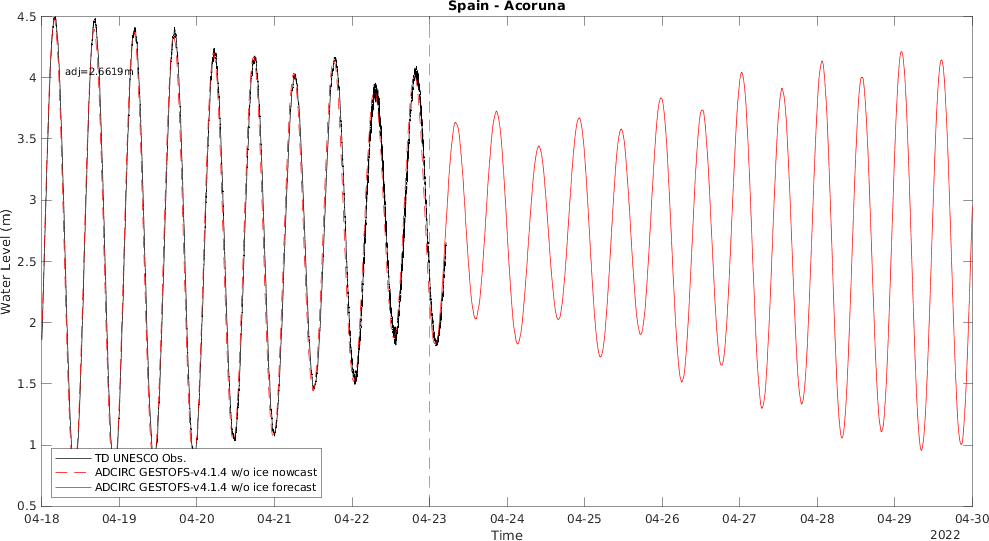 Spain - Acoruna
4.5
adj=2.6619m
4
3.5
3
2.5
2
1.5
1
0.5
Water Level (m)
TD UNESCO Obs.
ADCIRC GESTOFS-v4.1.4 w/o ice nowcast
ADCIRC GESTOFS-v4.1.4 w/o ice forecast
04-18 04-19 04-20 04-21 04-22 04-23 04-24 04-25 04-26 04-27 04-28 04-29 04-30
Time
2022